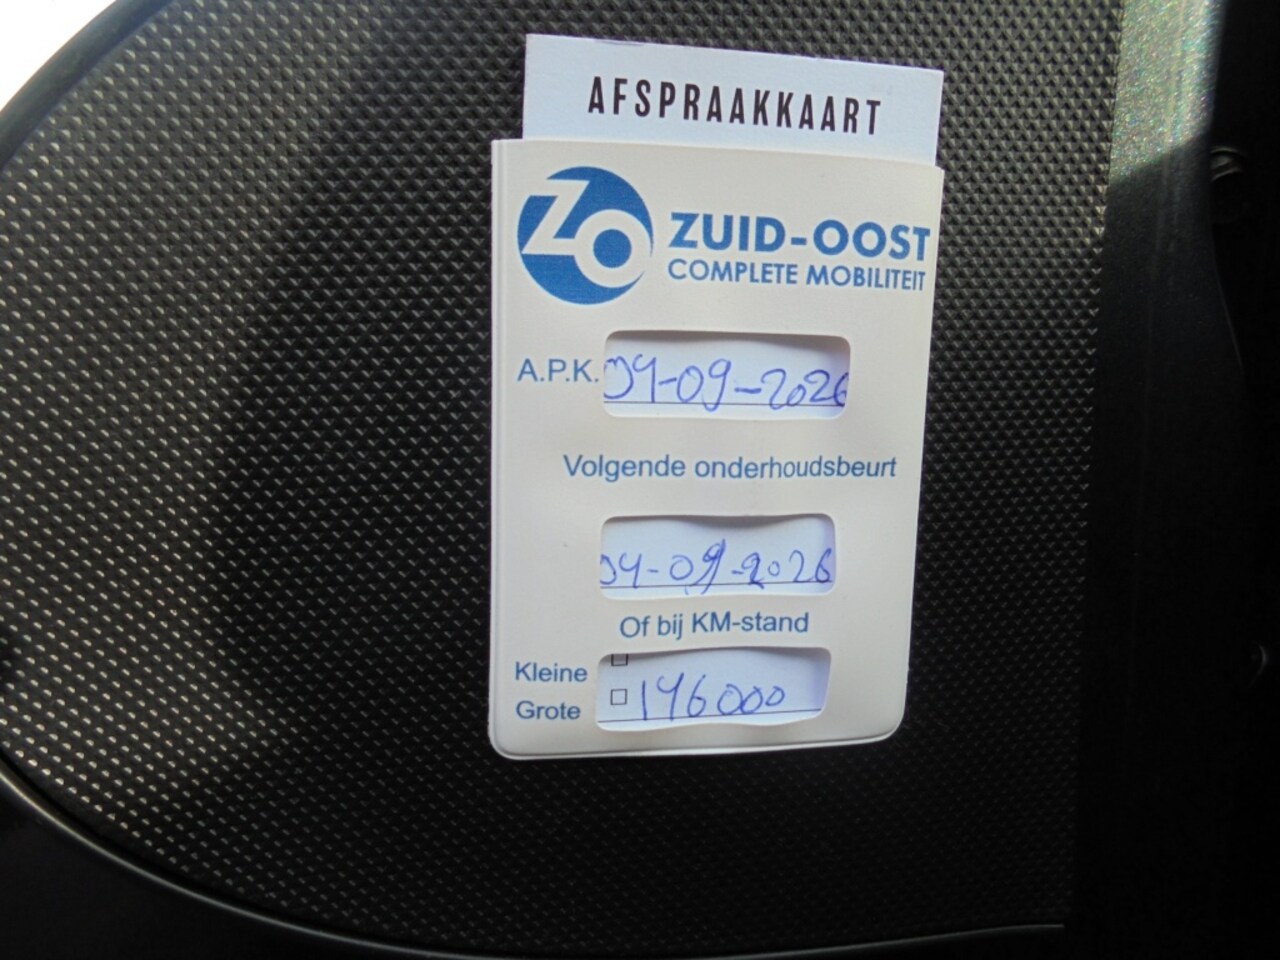 AFSPRAAKKAART
ZO ZUID-OOST
COMPLETE MOBILITEIT
A.P.K. 04-09-2026
Volgende onderhoudsbeurt
04-09-2026
Of bij KM-stand
Kleine
Grote 146000